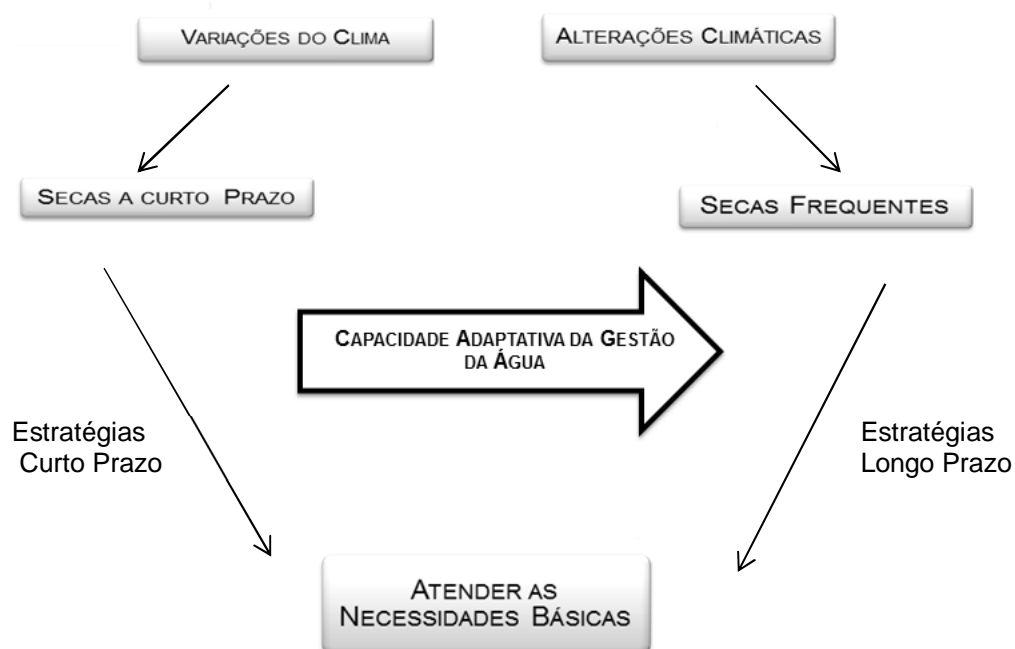 VARIAÇÕES DO CLIMA
ALTERAÇÕES CLIMÁTICAS
SECAS A CURTO PRAZO
SECAS FREQUENTES
CAPACIDADE ADAPTATIVA DA GESTÃO
DA ÁGUA
Estratégias
Curto Prazo
Estratégias
Longo Prazo
ATENDER AS
NECESSIDADES BÁSICAS